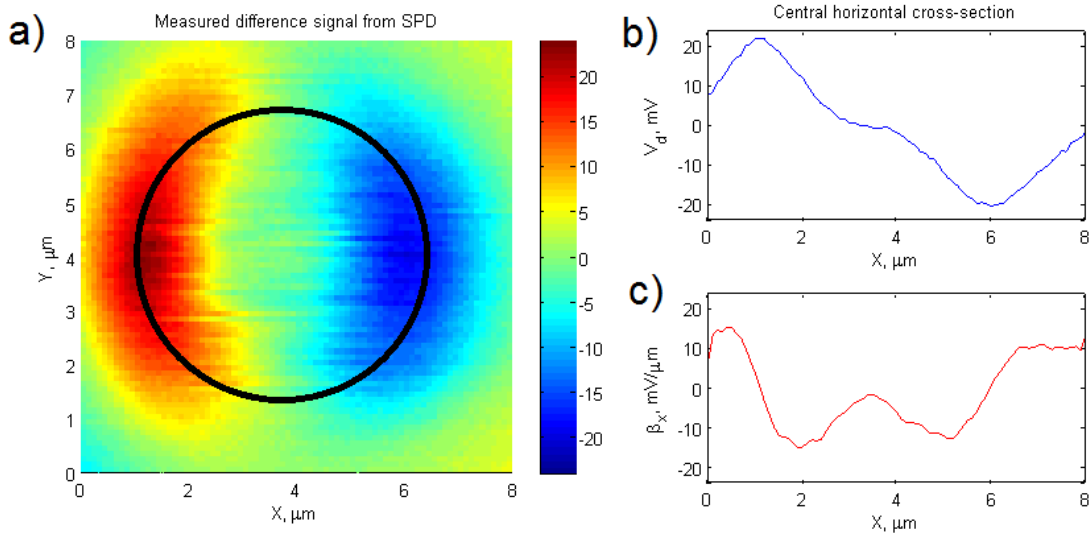 a)
Measured difference signal from SPD
8
7
6
5
4
3
2
1
0
Y, μm
0 2 4 6 8
X, μm
20
15
10
5
0
-5
-10
-15
-20
b)
Central horizontal cross-section
20
10
0
-10
-20
V_d, mV
0 2 4 6 8
X, μm
c)
20
10
0
-10
-20
β_x, mV/μm
0 2 4 6 8
X, μm